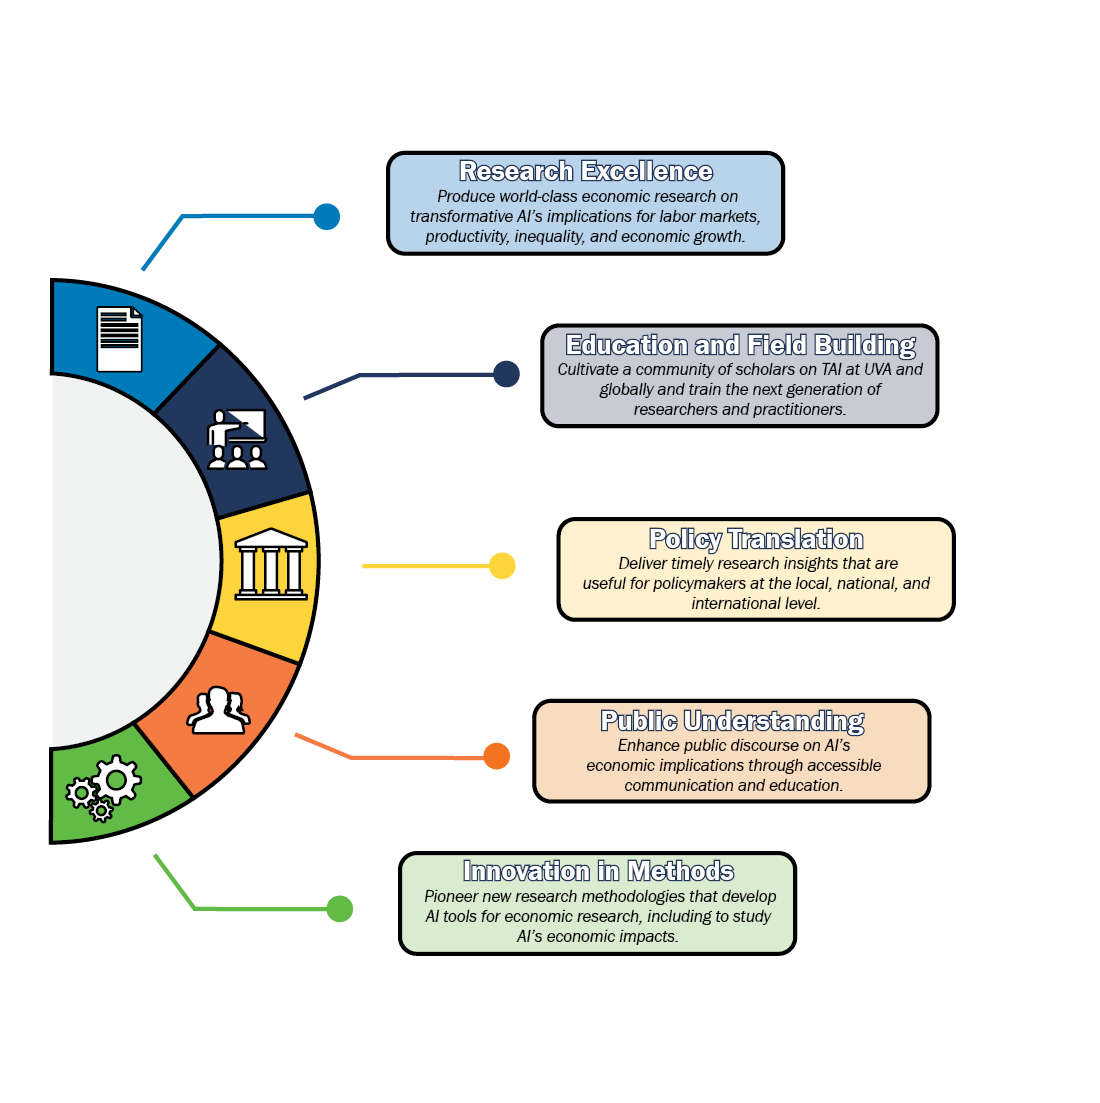 Research Excellence
Produce world-class economic research on
transformative AI's implications for labor markets,
productivity, inequality, and economic growth.
Education and Field Building
Cultivate a community of scholars on TAI at UVA and
globally and train the next generation of
researchers and practitioners.
Policy Translation
Deliver timely research insights that are
useful for policymakers at the local, national, and
international level.
Public Understanding
Enhance public discourse on AI's
economic implications through accessible
communication and education.
Innovation in Methods
Pioneer new research methodologies that develop
AI tools for economic research, including to study
AI's economic impacts.